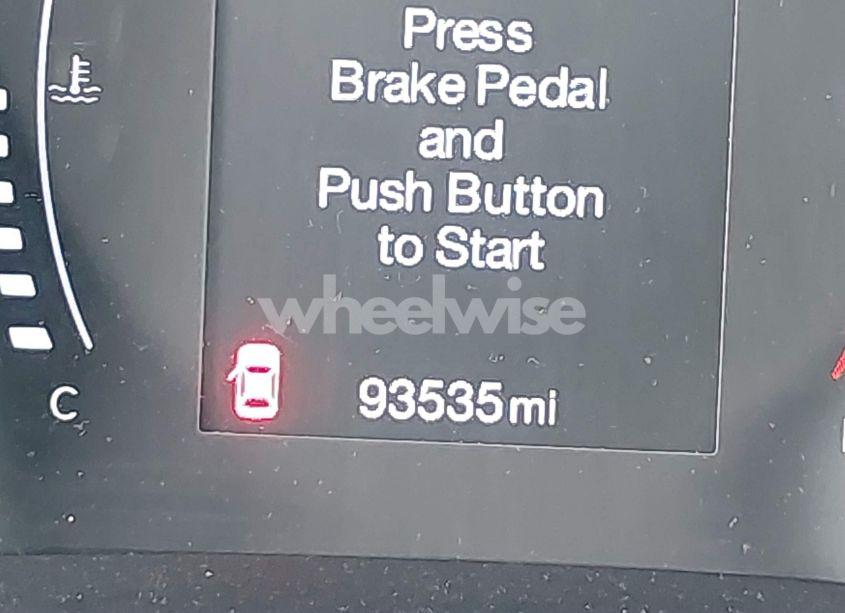 Press
Brake Pedal
and
Push Button
to Start
wheelwise
93535mi
C